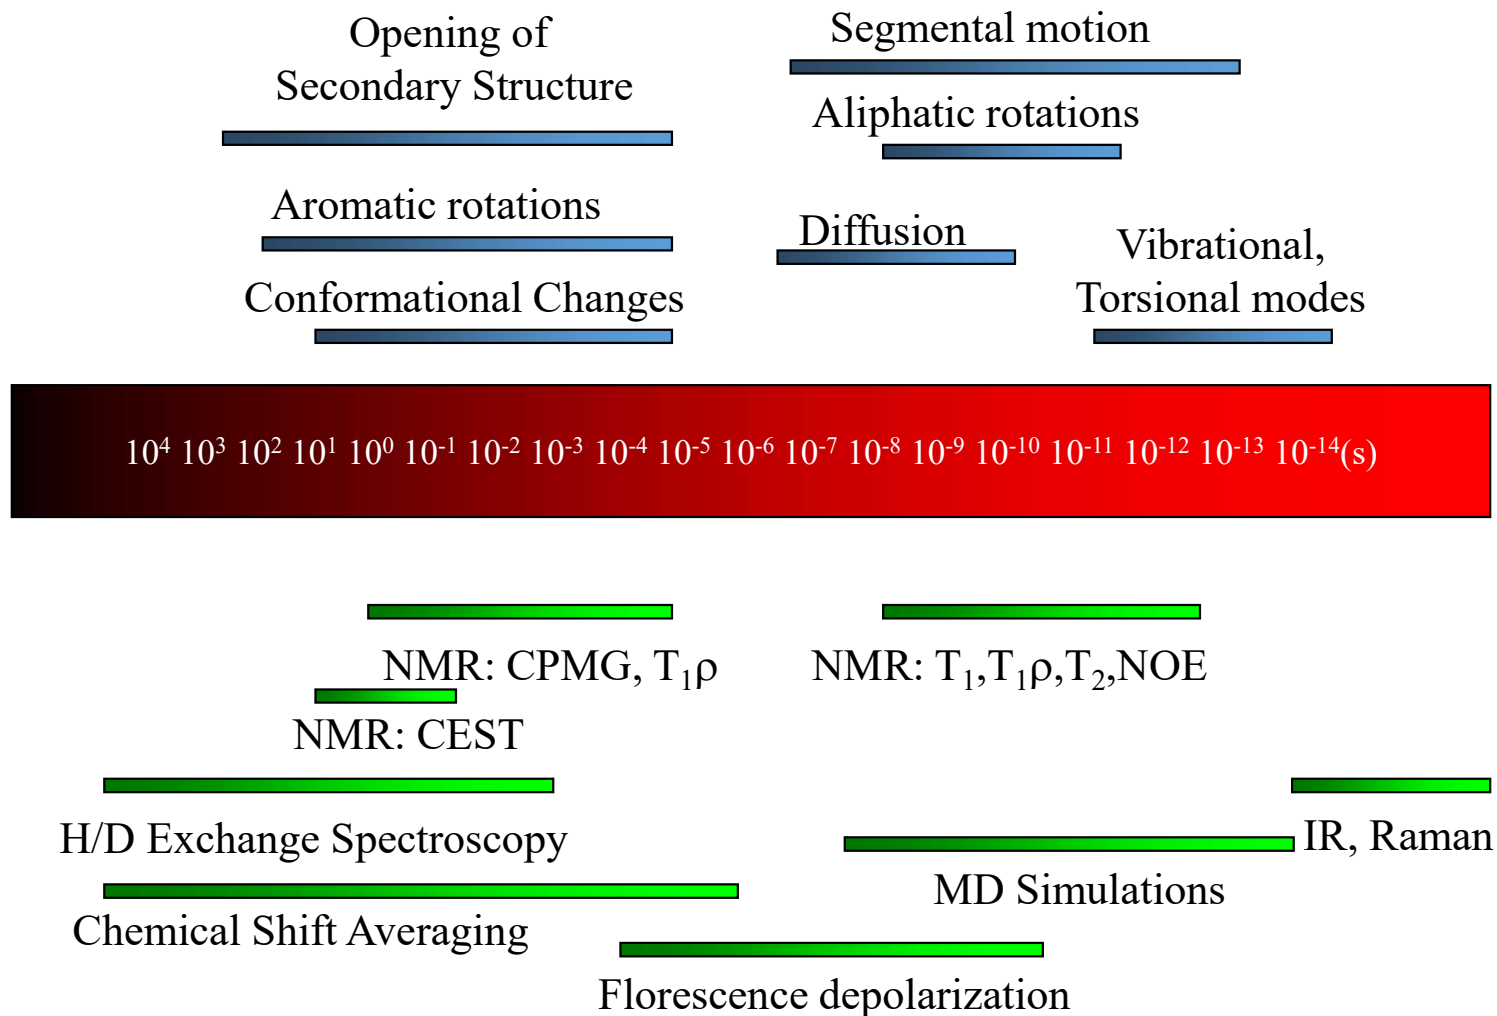 Opening of
Secondary Structure
Segmental motion
Aliphatic rotations
Aromatic rotations
Diffusion
Vibrational,
Torsional modes
Conformational Changes
10⁴ 10³ 10² 10¹ 10⁰ 10⁻¹ 10⁻² 10⁻³ 10⁻⁴ 10⁻⁵ 10⁻⁶ 10⁻⁷ 10⁻⁸ 10⁻⁹ 10⁻¹⁰ 10⁻¹¹ 10⁻¹² 10⁻¹³ 10⁻¹⁴(s)
NMR: CPMG, T₁ρ
NMR: T₁,T₁ρ,T₂,NOE
NMR: CEST
H/D Exchange Spectroscopy
IR, Raman
MD Simulations
Chemical Shift Averaging
Florescence depolarization